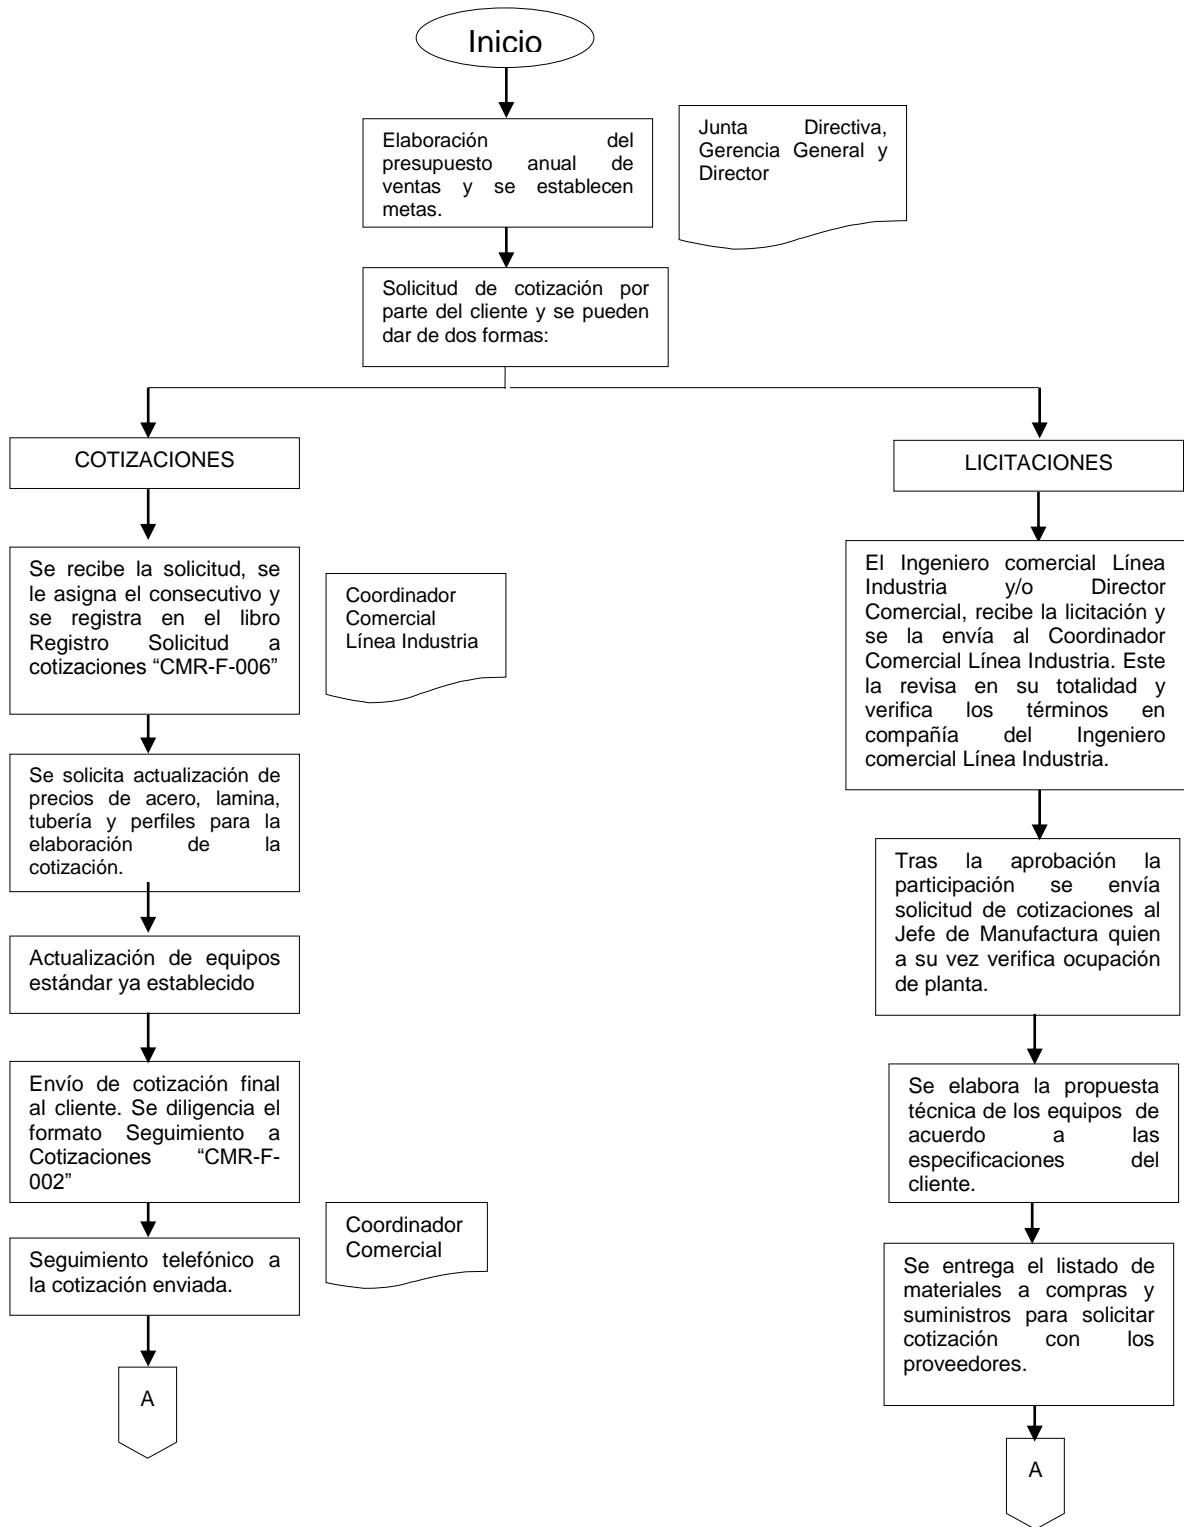 Inicio
Elaboración del
presupuesto anual de
ventas y se establecen
metas.
Junta Directiva,
Gerencia General y
Director
Solicitud de cotización por
parte del cliente y se pueden
dar de dos formas:
COTIZACIONES
Se recibe la solicitud, se
le asigna el consecutivo y
se registra en el libro
Registro Solicitud a
cotizaciones “CMR-F-006”
Coordinador
Comercial
Línea Industria
Se solicita actualización de
precios de acero, lamina,
tubería y perfiles para la
elaboración de la
cotización.
Actualización de equipos
estándar ya establecido
Envío de cotización final
al cliente. Se diligencia el
formato Seguimiento a
Cotizaciones “CMR-F-
002”
Seguimiento telefónico a
la cotización enviada.
Coordinador
Comercial
A
LICITACIONES
El Ingeniero comercial Línea
Industria y/o Director
Comercial, recibe la licitación y
se la envía al Coordinador
Comercial Línea Industria. Este
la revisa en su totalidad y
verifica los términos en
compañía del Ingeniero
comercial Línea Industria.
Tras la aprobación la
participación se envía
solicitud de cotizaciones al
Jefe de Manufactura quien
a su vez verifica ocupación
de planta.
Se elabora la propuesta
técnica de los equipos de
acuerdo a las
especificaciones del
cliente.
Se entrega el listado de
materiales a compras y
suministros para solicitar
cotización con los
proveedores.
A